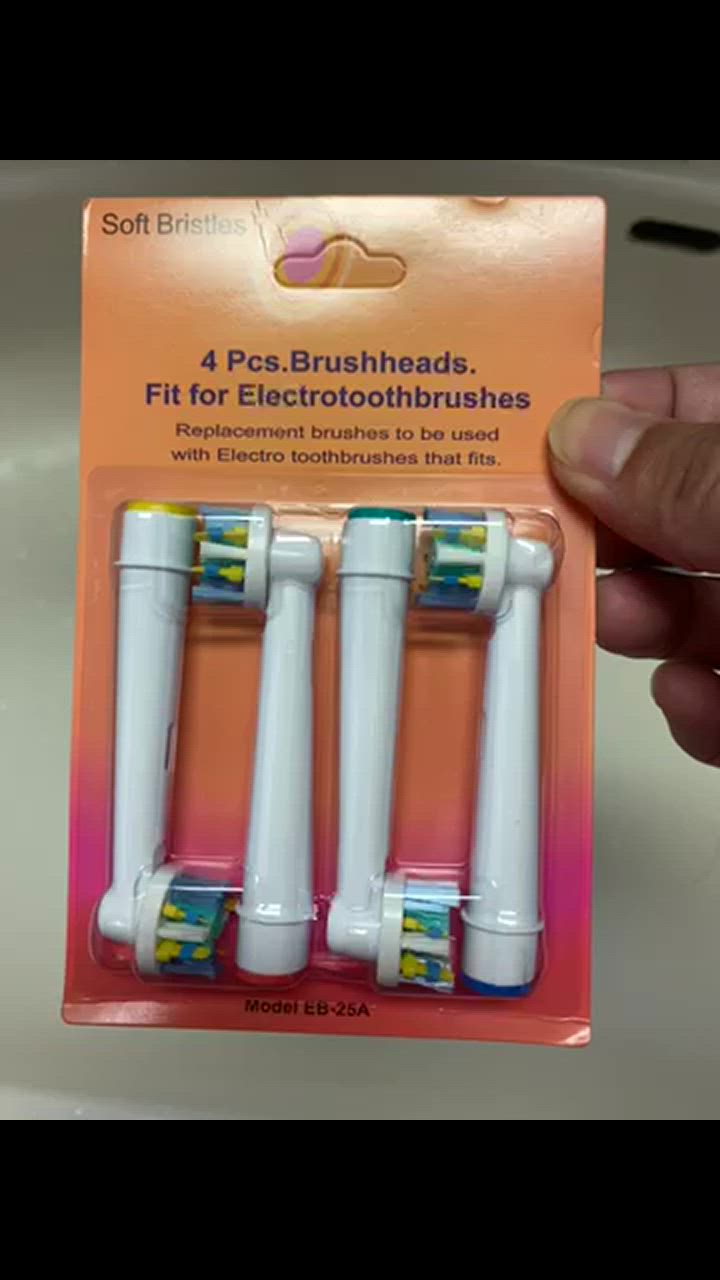 Soft Bristles
4 Pcs.Brushheads.
Fit for Electrotoothbrushes
Replacement brushes to be used
with Electro toothbrushes that fits.
Model EB-25A